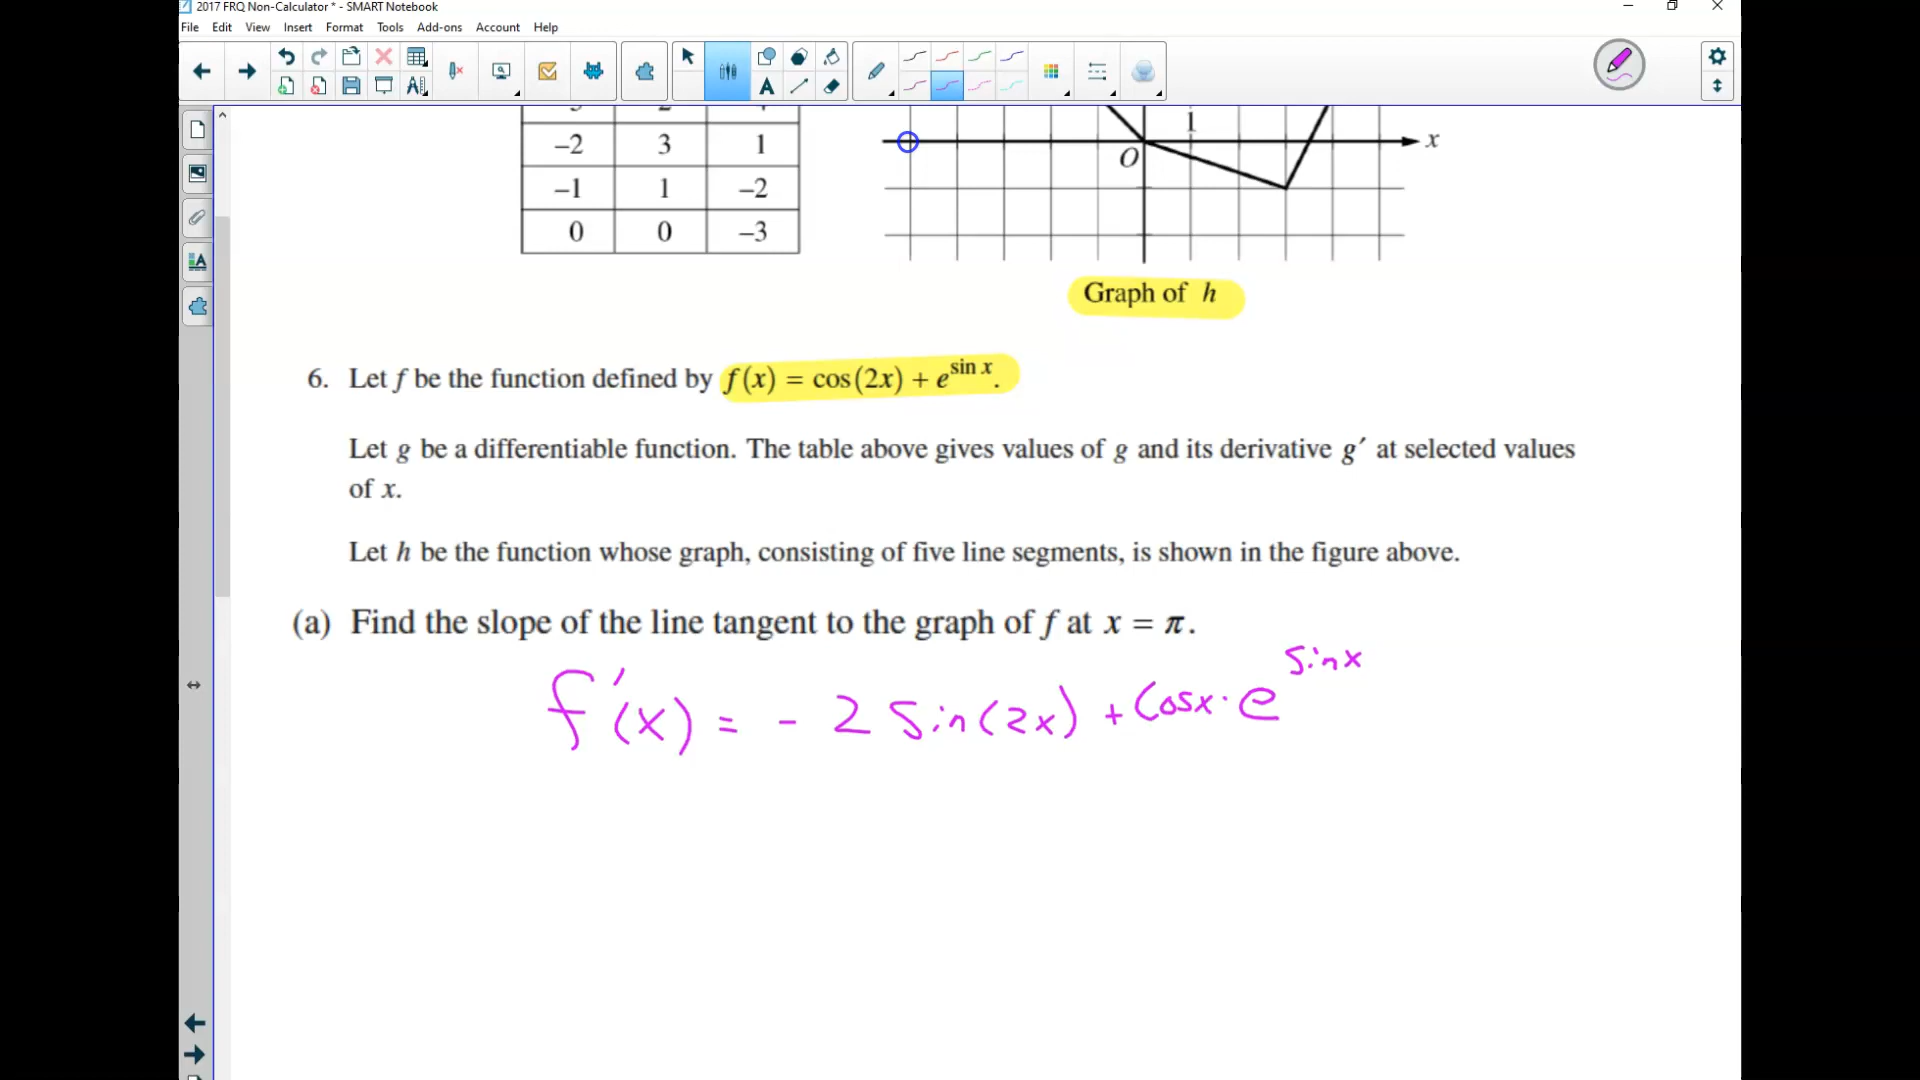 2017 FRQ Non-Calculator * - SMART Notebook
File Edit View Insert Format Tools Add-ons Account Help
-2 3 1
-1 1 -2
0 0 -3
1
x
O
Graph of h
6. Let f be the function defined by f(x) = cos(2x) + e^{sin x}.
Let g be a differentiable function. The table above gives values of g and its derivative g′ at selected values
of x.
Let h be the function whose graph, consisting of five line segments, is shown in the figure above.
(a) Find the slope of the line tangent to the graph of f at x = π.
f'(x) = - 2 sin(2x) + cosx · e^{sinx}